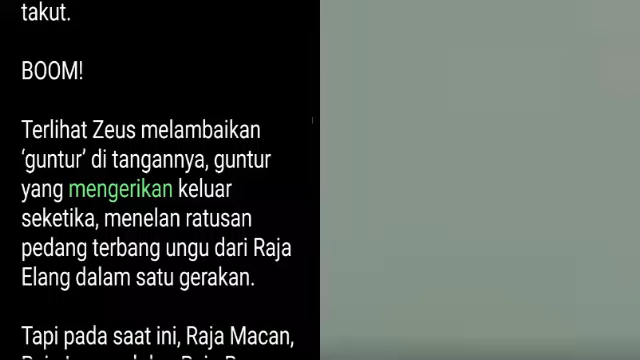 takut.
BOOM!
Terlihat Zeus melambaikan
‘guntur’ di tangannya, guntur
yang mengerikan keluar
seketika, menelan ratusan
pedang terbang ungu dari Raja
Elang dalam satu gerakan.
Tapi pada saat ini, Raja Macan,